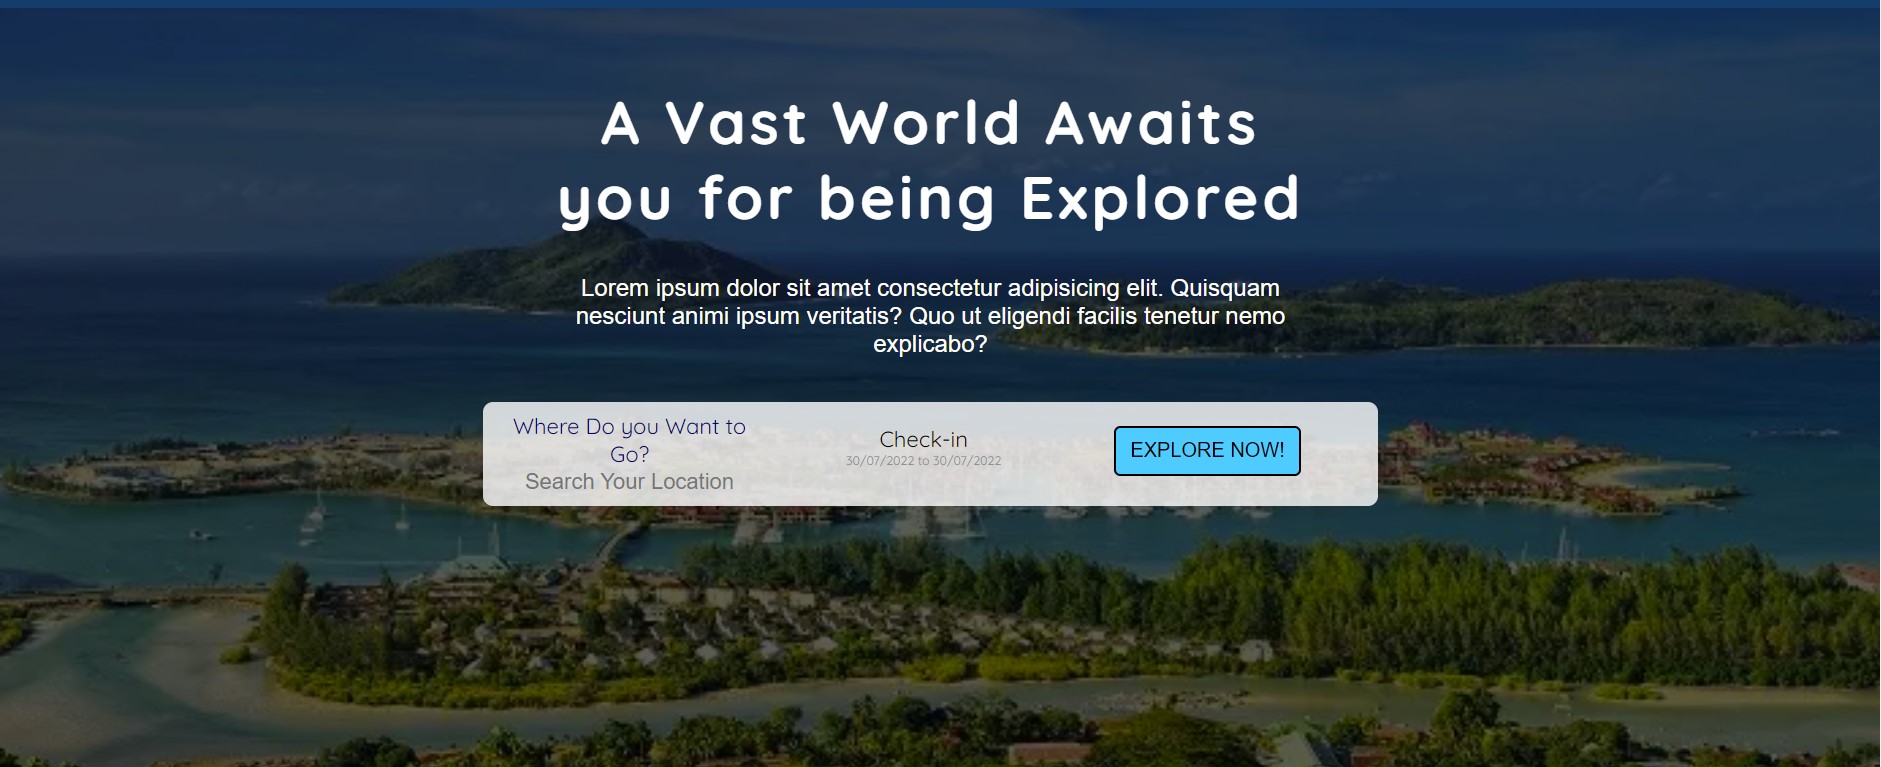 A Vast World Awaits
you for being Explored
Lorem ipsum dolor sit amet consectetur adipisicing elit. Quisquam
nesciunt animi ipsum veritatis? Quo ut eligendi facilis tenetur nemo
explicabo?
Where Do you Want to
Go?
Search Your Location
Check-in
30/07/2022 to 30/07/2022
EXPLORE NOW!